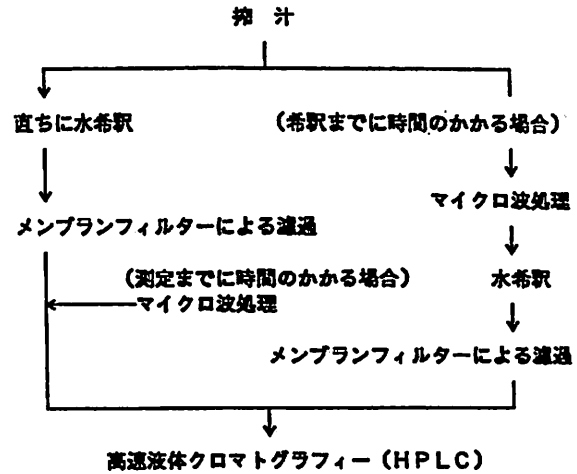 搾 汁
直ちに水希釈
(希釈までに時間のかかる場合)
マイクロ波処理
メンブランフィルターによる濾過
(測定までに時間のかかる場合)
水希釈
マイクロ波処理
メンブランフィルターによる濾過
高速液体クロマトグラフィー(HPLC)